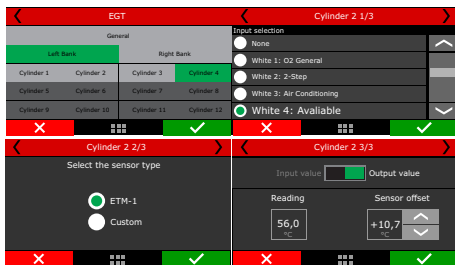 EGT
General
Left Bank
Right Bank
Cylinder 1
Cylinder 2
Cylinder 3
Cylinder 4
Cylinder 5
Cylinder 6
Cylinder 7
Cylinder 8
Cylinder 9
Cylinder 10
Cylinder 11
Cylinder 12
Cylinder 2 1/3
Input selection
None
White 1: O2 General
White 2: 2-Step
White 3: Air Conditioning
White 4: Avaliable
Cylinder 2 2/3
Select the sensor type
ETM-1
Custom
Cylinder 2 3/3
Input value
Output value
Reading
Sensor offset
56,0
°C
+10,7
°C